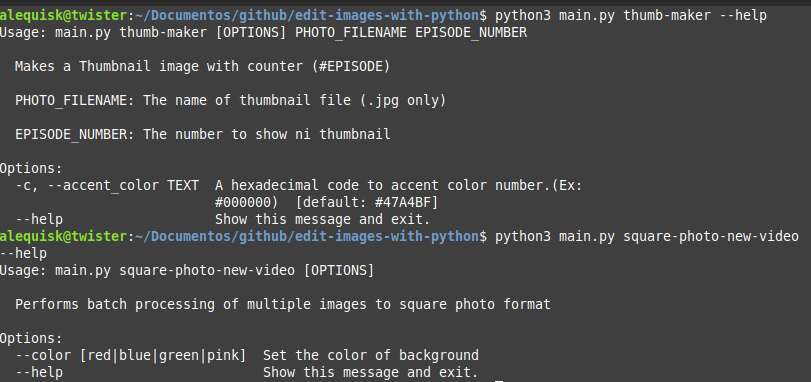 alequisk@twister:~/Documentos/github/edit-images-with-python$ python3 main.py thumb-maker --help
Usage: main.py thumb-maker [OPTIONS] PHOTO_FILENAME EPISODE_NUMBER
Makes a Thumbnail image with counter (#EPISODE)
PHOTO_FILENAME: The name of thumbnail file (.jpg only)
EPISODE_NUMBER: The number to show ni thumbnail
Options:
-c, --accent_color TEXT  A hexadecimal code to accent color number.(Ex:
#000000)  [default: #47A4BF]
--help                   Show this message and exit.
alequisk@twister:~/Documentos/github/edit-images-with-python$ python3 main.py square-photo-new-video
--help
Usage: main.py square-photo-new-video [OPTIONS]
Performs batch processing of multiple images to square photo format
Options:
--color [red|blue|green|pink]  Set the color of background
--help                         Show this message and exit.